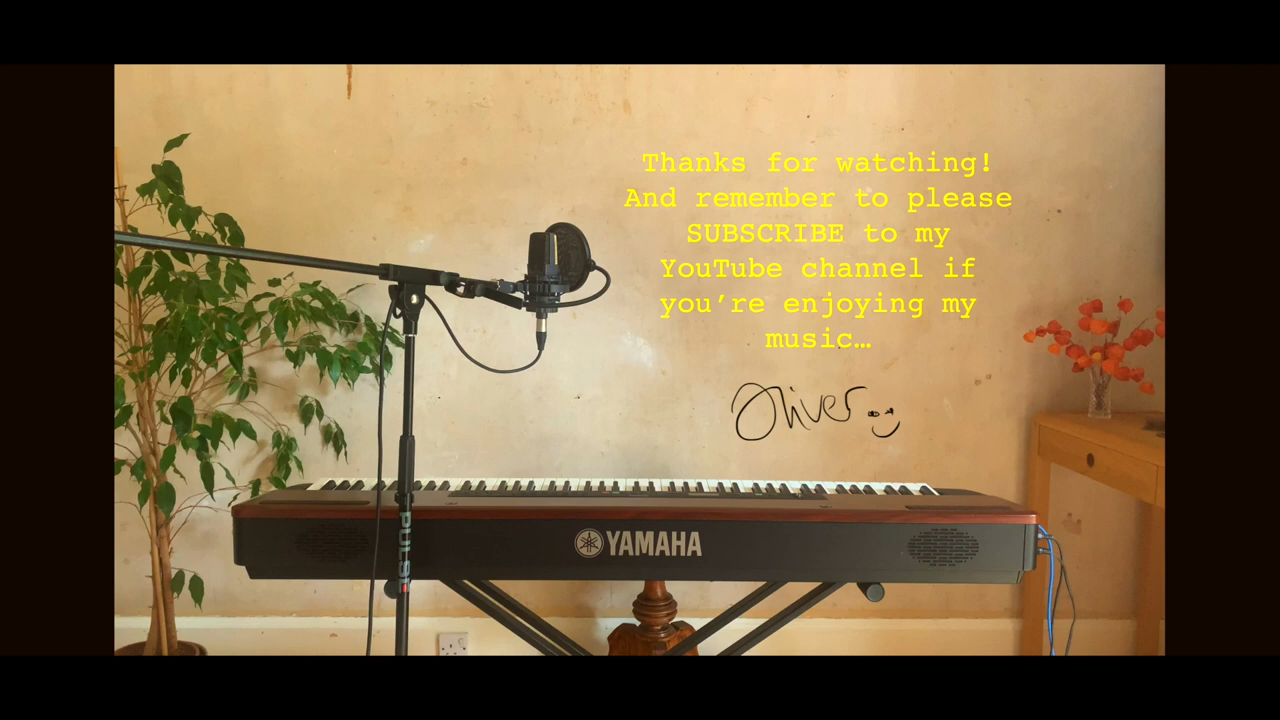 Thanks for watching!
And remember to please
SUBSCRIBE to my
YouTube channel if
you’re enjoying my
music…
Oliver
YAMAHA
PULSE